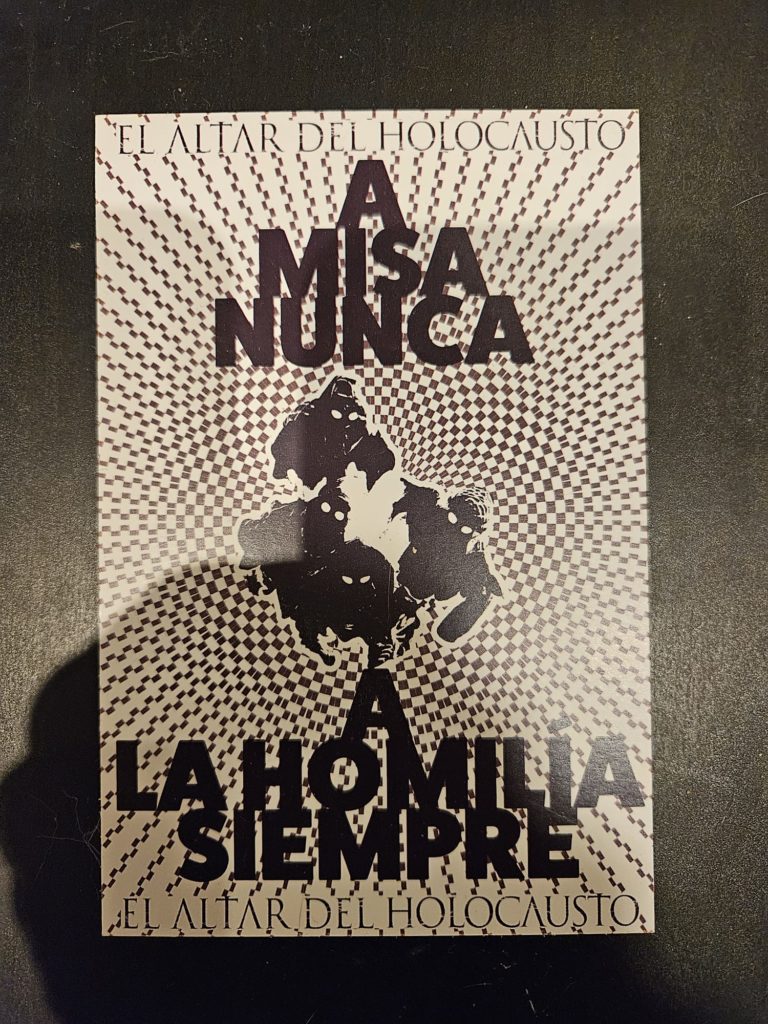 EL ALTAR DEL HOLOCAUSTO
A
MISA
NUNCA
A
LA HOMILÍA
SIEMPRE
EL ALTAR DEL HOLOCAUSTO